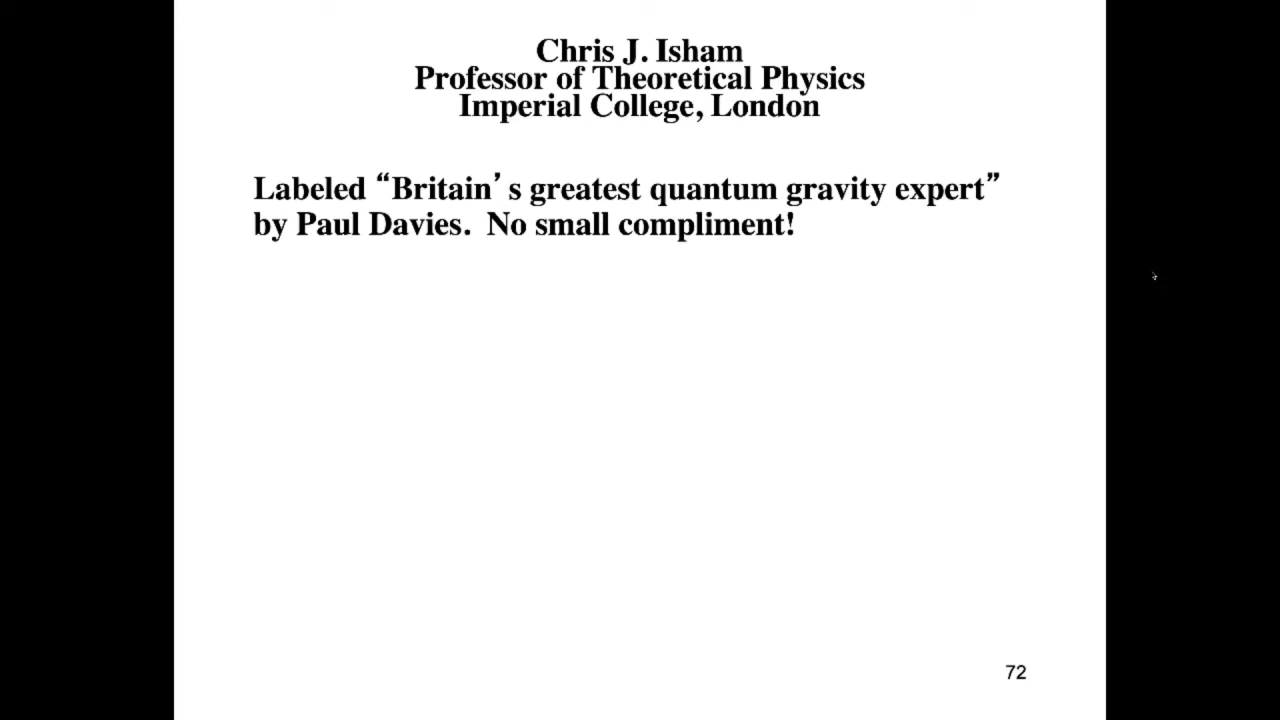 Chris J. Isham
Professor of Theoretical Physics
Imperial College, London
Labeled “Britain’s greatest quantum gravity expert”
by Paul Davies. No small compliment!
72